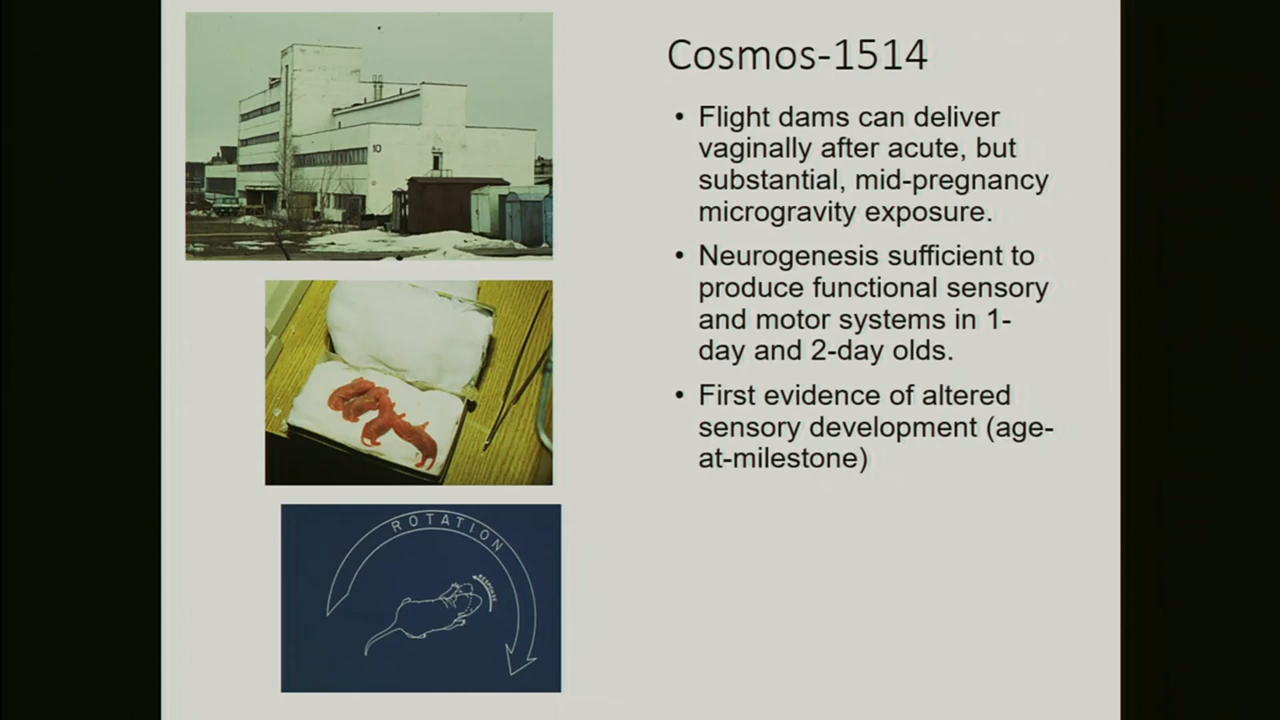 Cosmos-1514
• Flight dams can deliver
vaginally after acute, but
substantial, mid-pregnancy
microgravity exposure.
• Neurogenesis sufficient to
produce functional sensory
and motor systems in 1-
day and 2-day olds.
• First evidence of altered
sensory development (age-
at-milestone)
10
ROTATION
RESPONSE